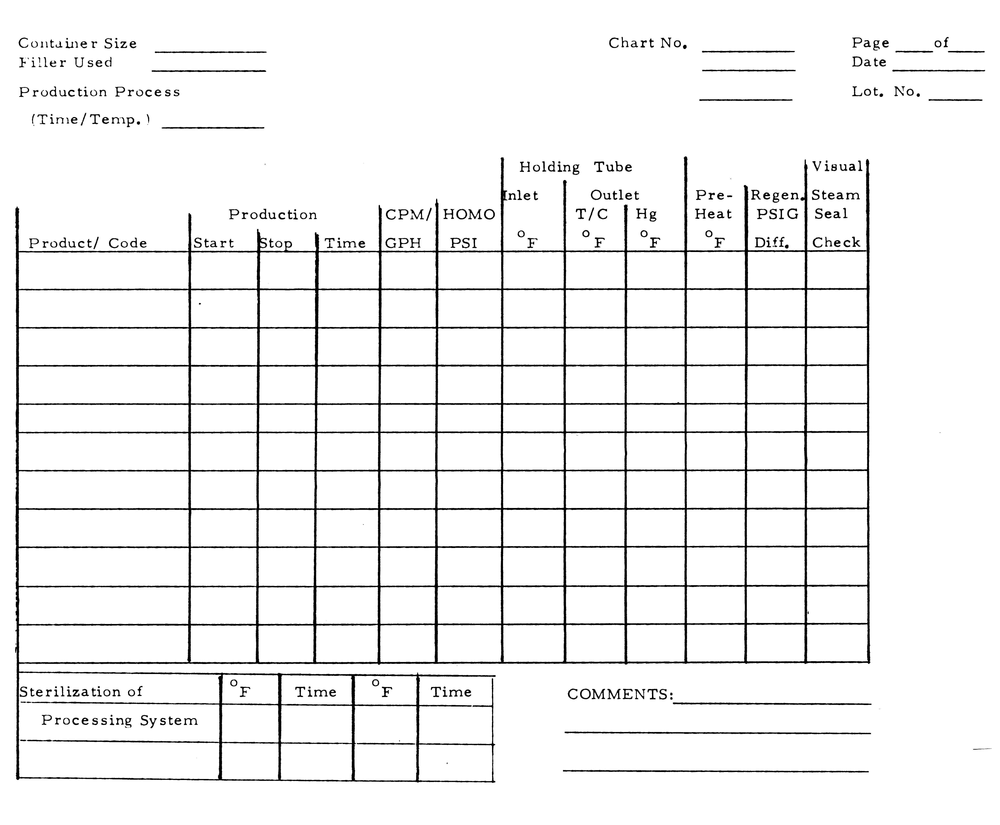 Container Size Chart No. Page of
Filler Used Date
Production Process Lot. No.
(Time/Temp.)
Holding Tube Visual
Inlet Outlet Pre- Regen. Steam
Production CPM/ HOMO T/C Hg Heat PSIG Seal
Product/ Code Start Stop Time GPH PSI °F °F °F °F Diff. Check
Sterilization of °F Time °F Time
Processing System
COMMENTS: